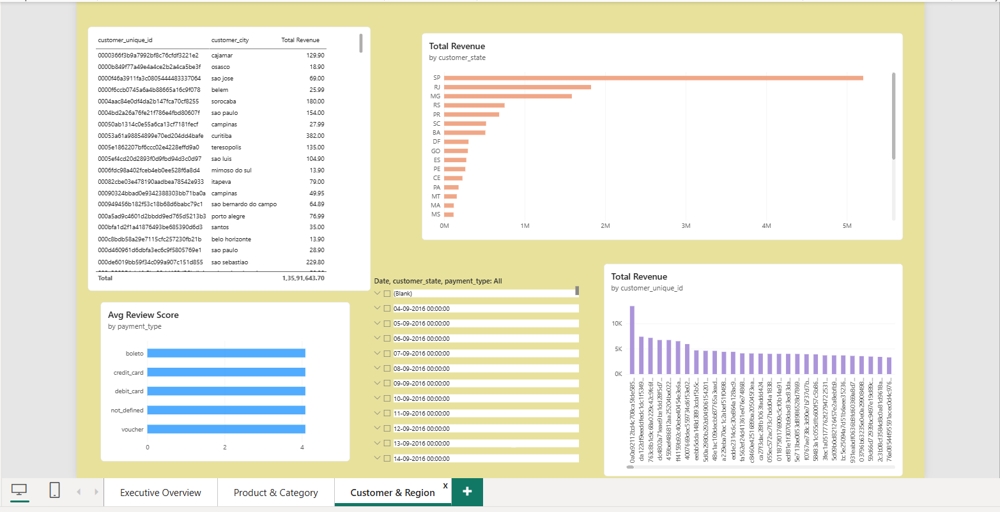 customer_unique_id customer_city Total Revenue
0000366f3b9a7992bf8c76cfdf3221e2 cajamar 129.90
0000b849f77a49e4a4ce2b2a4ca5be3f osasco 18.90
0000f46a3911fa3c0805444483337064 sao jose 69.00
0000f6ccb0745a6a4b88665a16c9f078 belem 25.99
0004aac84e0df4da2b147fca70cf8255 sorocaba 180.00
0004bd2a26a76fe21f786e4fbd80607f sao paulo 154.00
00050ab1314c0e55a6ca13cf7181fecf campinas 27.99
00053a61a98854899e70ed204dd4bafe curitiba 382.00
0005e1862207bf6ccc02e4228effd9a0 teresopolis 135.00
0005ef4cd20d2893f0d9fbd94d3c0d97 sao luis 104.90
0006fdc98a402fceb4eb0ee528f6a8d4 mimoso do sul 13.90
00082cbe03e478190aadbea78542e933 itapeva 79.00
00090324bbad0e9342388303bb71ba0a campinas 49.95
000949456b182f53c18b68d6babc79c1 sao bernardo do campo 64.89
000a5ad9c4601d2bbdd9ed765d5213b3 porto alegre 76.99
000bfa1d2f1a41876493be685390d6d3 santos 35.00
000c8bdb58a29e7115cfc257230fb21b belo horizonte 13.90
000d460961d6dbfa3ec6c9f5805769e1 sao paulo 28.90
000de6019bb59f34c099a907c151d855 sao sebastiao 229.80
Total 1,35,91,643.70
Total Revenue
by customer_state
SP
RJ
MG
RS
PR
SC
BA
DF
GO
ES
PE
CE
PA
MT
MA
MS
0M 1M 2M 3M 4M 5M
Avg Review Score
by payment_type
boleto
credit_card
debit_card
not_defined
voucher
0 2 4
Date, customer_state, payment_type: All
(Blank)
04-09-2016 00:00:00
05-09-2016 00:00:00
06-09-2016 00:00:00
07-09-2016 00:00:00
08-09-2016 00:00:00
09-09-2016 00:00:00
10-09-2016 00:00:00
11-09-2016 00:00:00
12-09-2016 00:00:00
13-09-2016 00:00:00
14-09-2016 00:00:00
Total Revenue
by customer_unique_id
10K
5K
0K
Executive Overview
Product & Category
Customer & Region
X
+